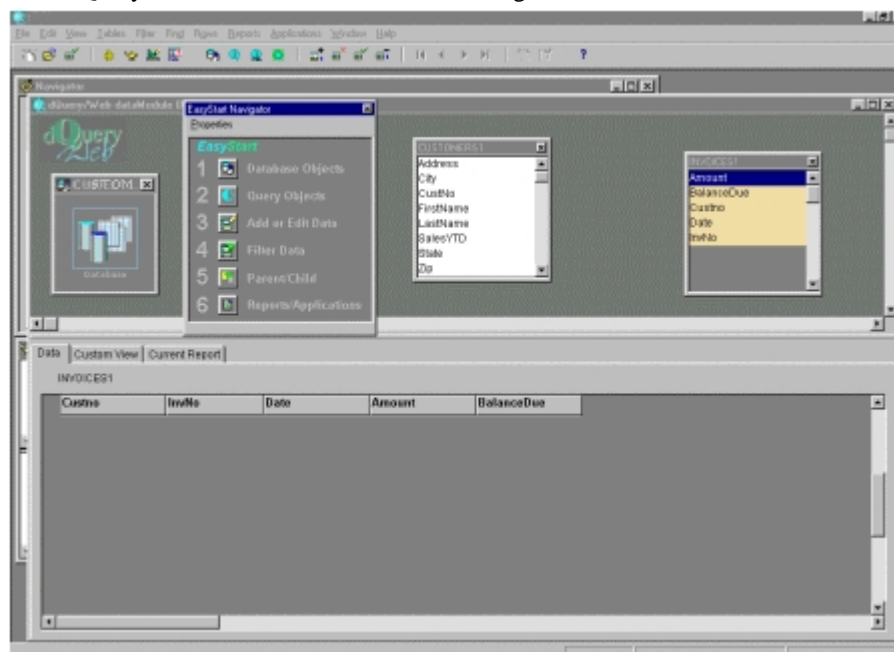 File Edit View Tables Filter Find Rows Reports Applications Window Help
?
Navigator
dQuery/Web dataModule
dQuery
Web
CUSTOM
Database
EasyStart Navigator
Properties
EasyStart
1 Database Objects
2 Query Objects
3 Add or Edit Data
4 Filter Data
5 Parent/Child
6 Reports/Applications
CUSTOMERS1
Address
City
CustNo
FirstName
LastName
SalesYTD
State
Zip
INVOICES1
Amount
BalanceDue
Custno
Date
InvNo
Data Custom View Current Report
INVOICES1
Custno InvNo Date Amount BalanceDue